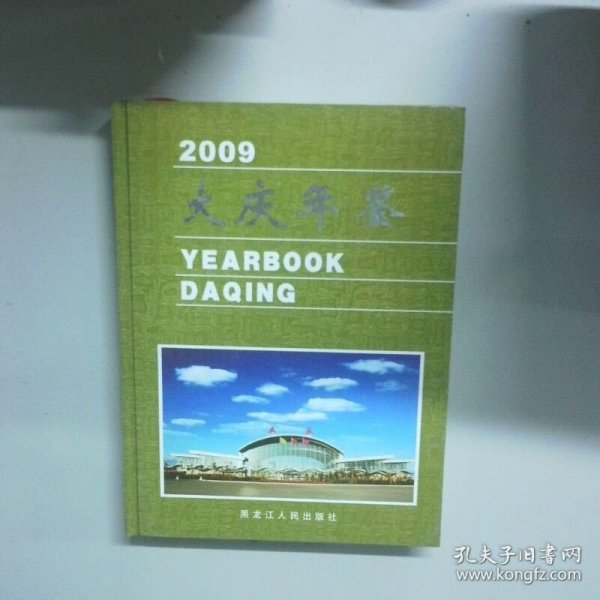 2009
大庆年鉴
YEARBOOK
DAQING
黑龙江人民出版社
孔夫子旧书网
www.kongfz.com